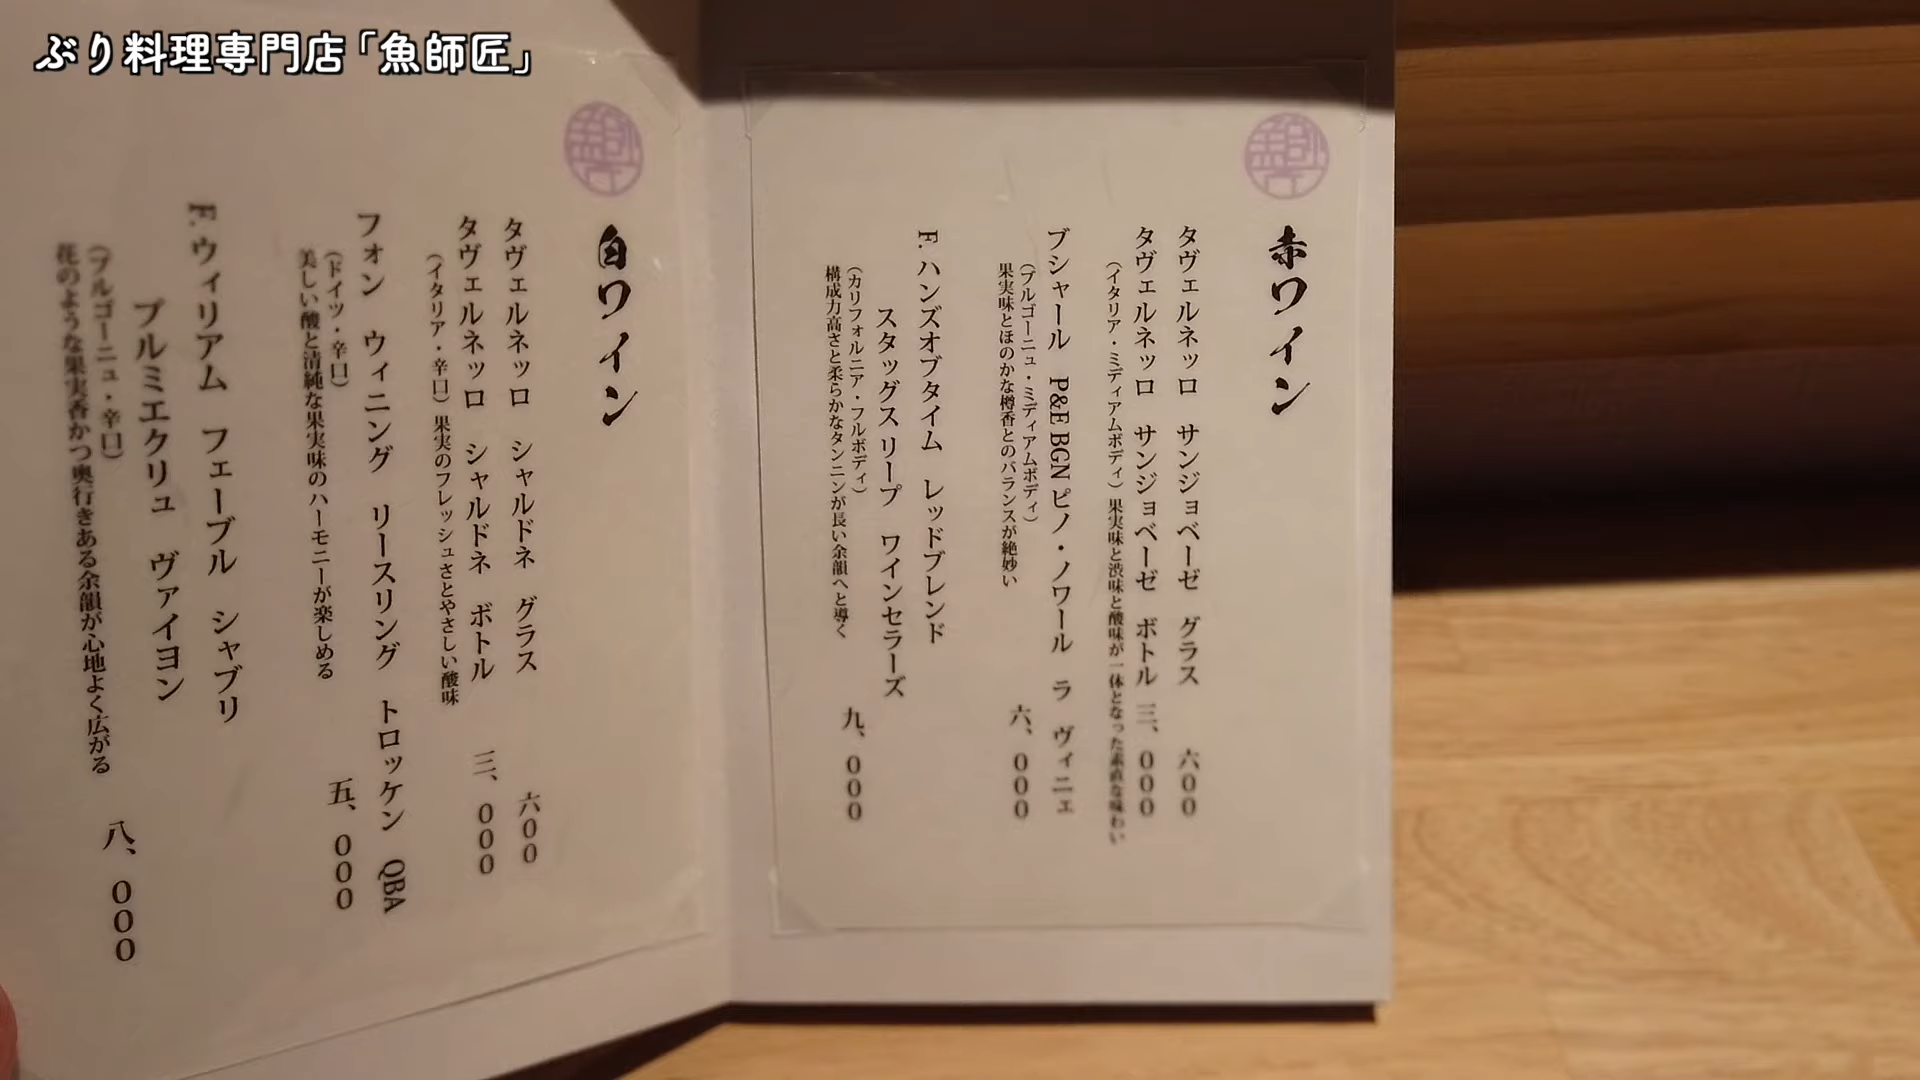 ぶり料理専門店「魚師匠」
赤ワイン
タヴェルネッロ サンジョベーゼ グラス 六00
タヴェルネッロ サンジョベーゼ ボトル 三、000
（イタリア・ミディアムボディ）果実味と渋味と酸味が一体となった素直な味わい
ブシャール P&E BGN ピノ・ノワール ラ ヴィニェ
（ブルゴーニュ・ミディアムボディ）
果実味とほのかな樽香とのバランスが絶妙い
六、000
F. ハンズオブタイム レッドブレンド
スタッグスリープ ワインセラーズ
（カリフォルニア・フルボディ）
構成力高さと柔らかなタンニンが長い余韻へと導く
九、000
白ワイン
タヴェルネッロ シャルドネ グラス 六00
タヴェルネッロ シャルドネ ボトル 三、000
（イタリア・辛口）果実のフレッシュさとやさしい酸味
フォン ウィニング リースリング トロッケン QBA
（ドイツ・辛口）
美しい酸と清純な果実味のハーモニーが楽しめる
五、000
F. ウィリアム フェーブル シャブリ
プルミエクリュ ヴァイヨン
（ブルゴーニュ・辛口）
花のような果実香かつ奥行きある余韻が心地よく広がる
八、000